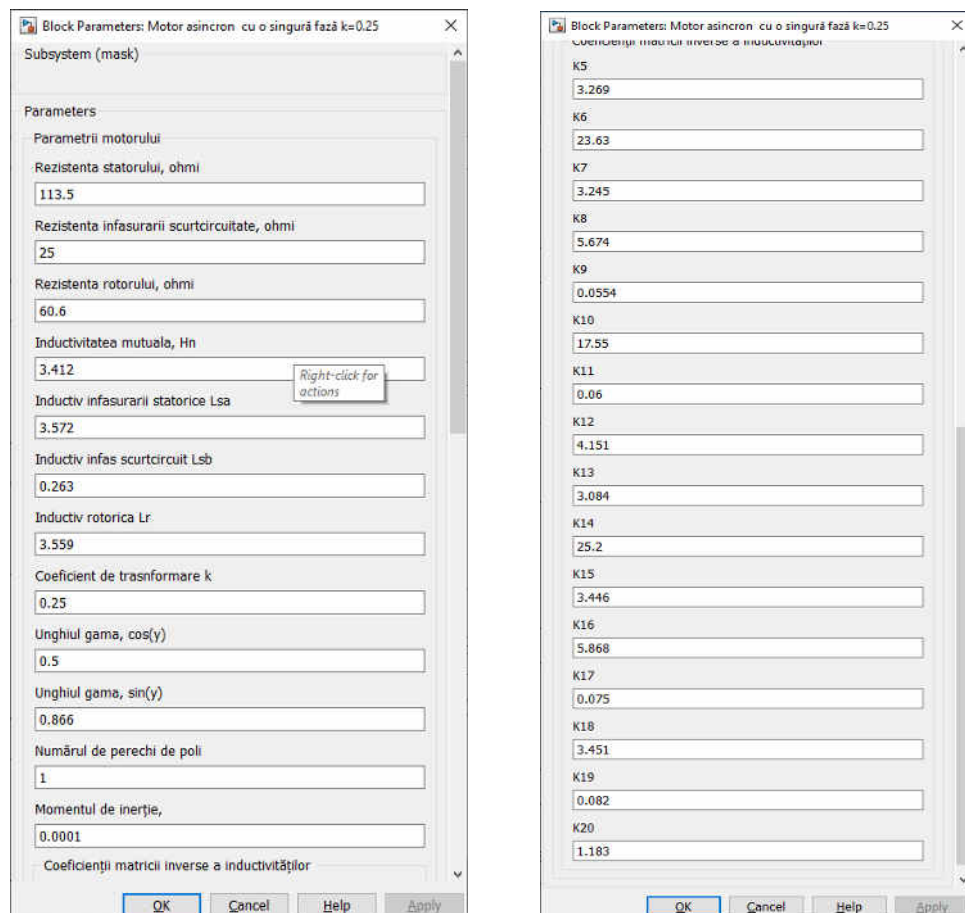 Block Parameters: Motor asincron cu o singură fază k=0.25
Subsystem (mask)
Parameters
Parametrii motorului
Rezistenta statorului, ohmi
113.5
Rezistenta infasurarii scurtcircuitate, ohmi
25
Rezistenta rotorului, ohmi
60.6
Inductivitatea mutuala, Hn
3.412
Right-click for
actions
Inductiv infasurarii statorice Lsa
3.572
Inductiv infas scurtcircuit Lsb
0.263
Inductiv rotorica Lr
3.559
Coeficient de trasnformare k
0.25
Unghiul gama, cos(y)
0.5
Unghiul gama, sin(y)
0.866
Numărul de perechi de poli
1
Momentul de inerție,
0.0001
Coeficienții matricii inverse a inductivităților
OK Cancel Help Apply
Block Parameters: Motor asincron cu o singură fază k=0.25
Coeficienții matricii inverse a inductivităților
K5
3.269
K6
23.63
K7
3.245
K8
5.674
K9
0.0554
K10
17.55
K11
0.06
K12
4.151
K13
3.084
K14
25.2
K15
3.446
K16
5.868
K17
0.075
K18
3.451
K19
0.082
K20
1.183
OK Cancel Help Apply